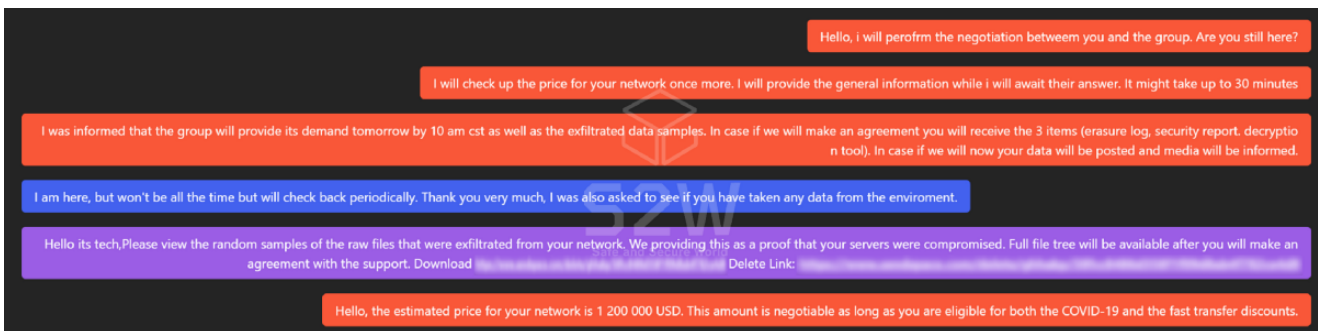 Hello, i will perofrm the negotiation betweem you and the group. Are you still here?
I will check up the price for your network once more. I will provide the general information while i will await their answer. It might take up to 30 minutes
I was informed that the group will provide its demand tomorrow by 10 am cst as well as the exfiltrated data samples. In case if we will make an agreement you will receive the 3 items (erasure log, security report. decryptio
n tool). In case if we will now your data will be posted and media will be informed.
I am here, but won't be all the time but will check back periodically. Thank you very much, I was also asked to see if you have taken any data from the enviroment.
Hello its tech,Please view the random samples of the raw files that were exfiltrated from your network. We providing this as a proof that your servers were compromised. Full file tree will be available after you will make an
agreement with the support. Download Delete Link:
Hello, the estimated price for your network is 1 200 000 USD. This amount is negotiable as long as you are eligible for both the COVID-19 and the fast transfer discounts.
S2W
Safe and Secure World